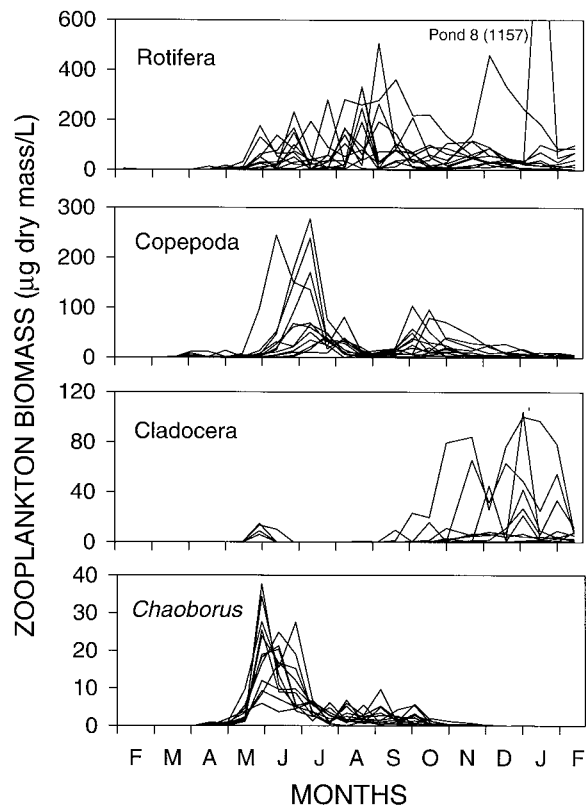 ZOOPLANKTON BIOMASS (µg dry mass/L)
600
400
200
0
Rotifera
Pond 8 (1157)
300
200
100
0
Copepoda
120
80
40
0
Cladocera
40
30
20
10
0
Chaoborus
F M A M J J A S O N D J F
MONTHS